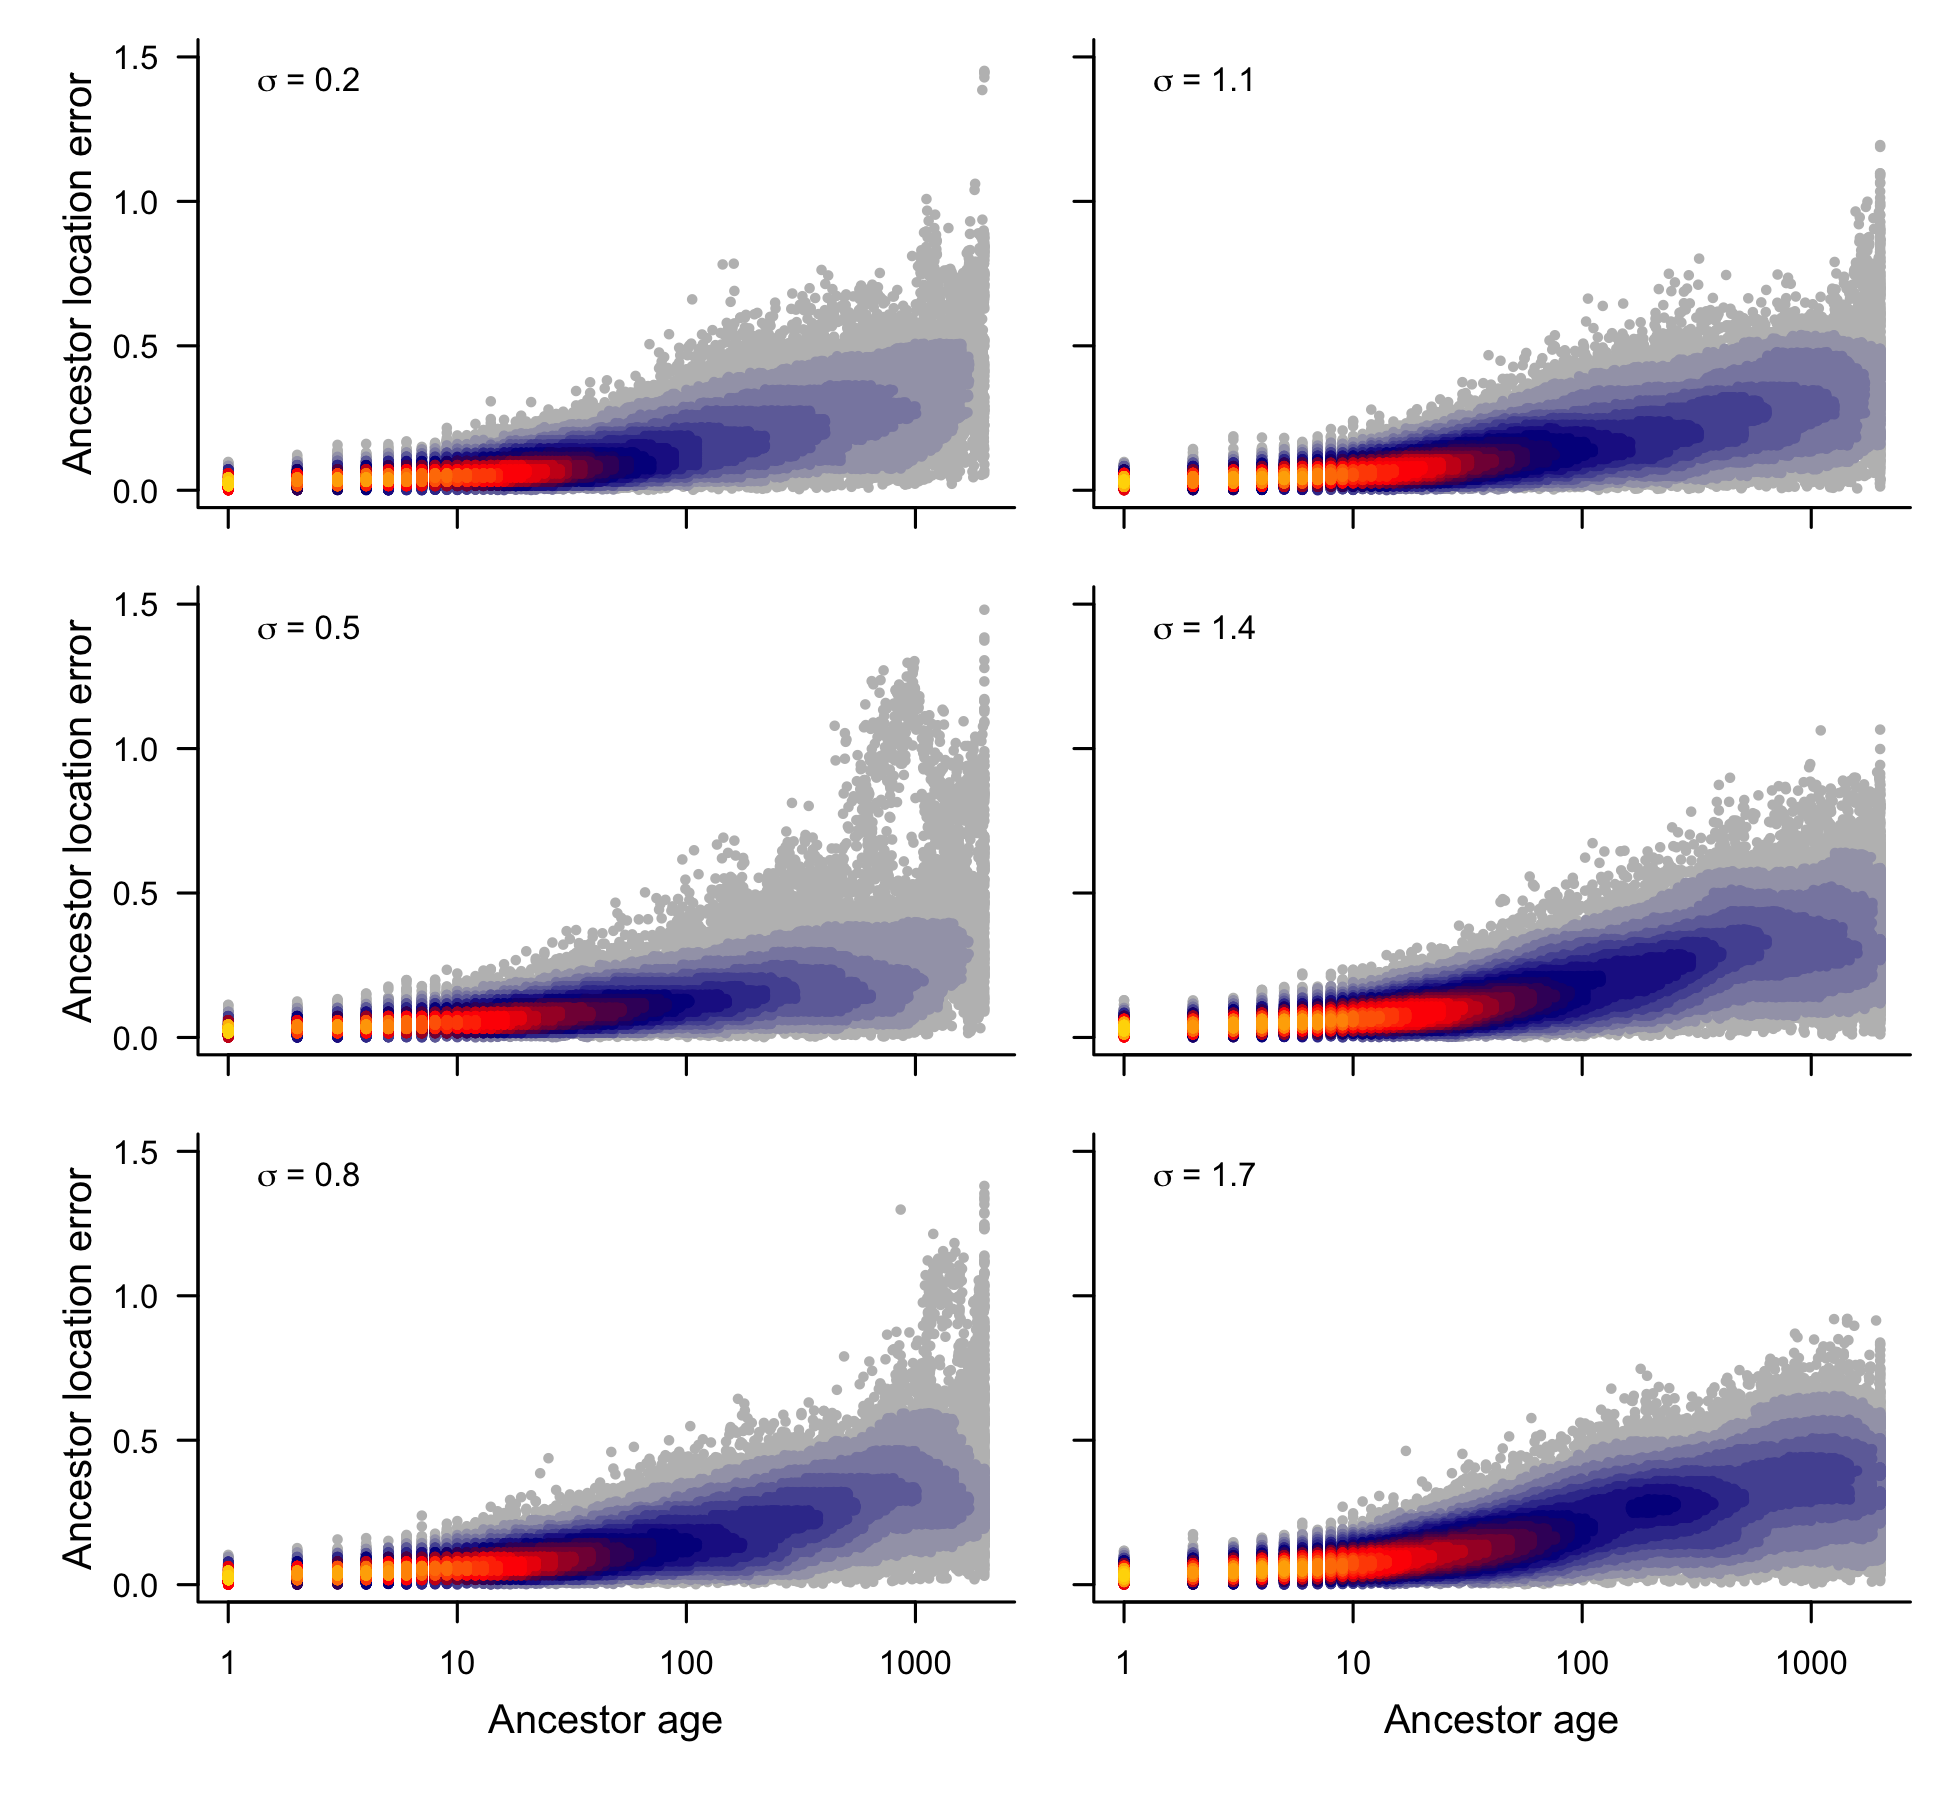 1.5
1.0
0.5
0.0
Ancestor location error
σ = 0.2
σ = 1.1
1.5
1.0
0.5
0.0
Ancestor location error
σ = 0.5
σ = 1.4
1.5
1.0
0.5
0.0
Ancestor location error
σ = 0.8
σ = 1.7
1 10 100 1000
1 10 100 1000
Ancestor age
Ancestor age